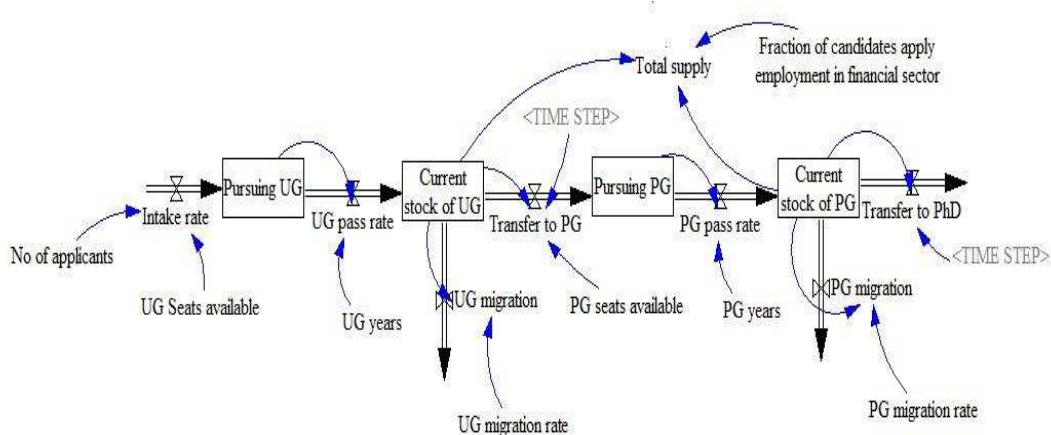 Fraction of candidates apply
employment in financial sector
Total supply
<TIME STEP>
Pursuing UG
Current
stock of UG
Pursuing PG
Current
stock of PG
Intake rate
UG pass rate
Transfer to PG
PG pass rate
Transfer to PhD
No of applicants
<TIME STEP>
UG Seats available
UG years
UG migration
PG seats available
PG years
PG migration
UG migration rate
PG migration rate